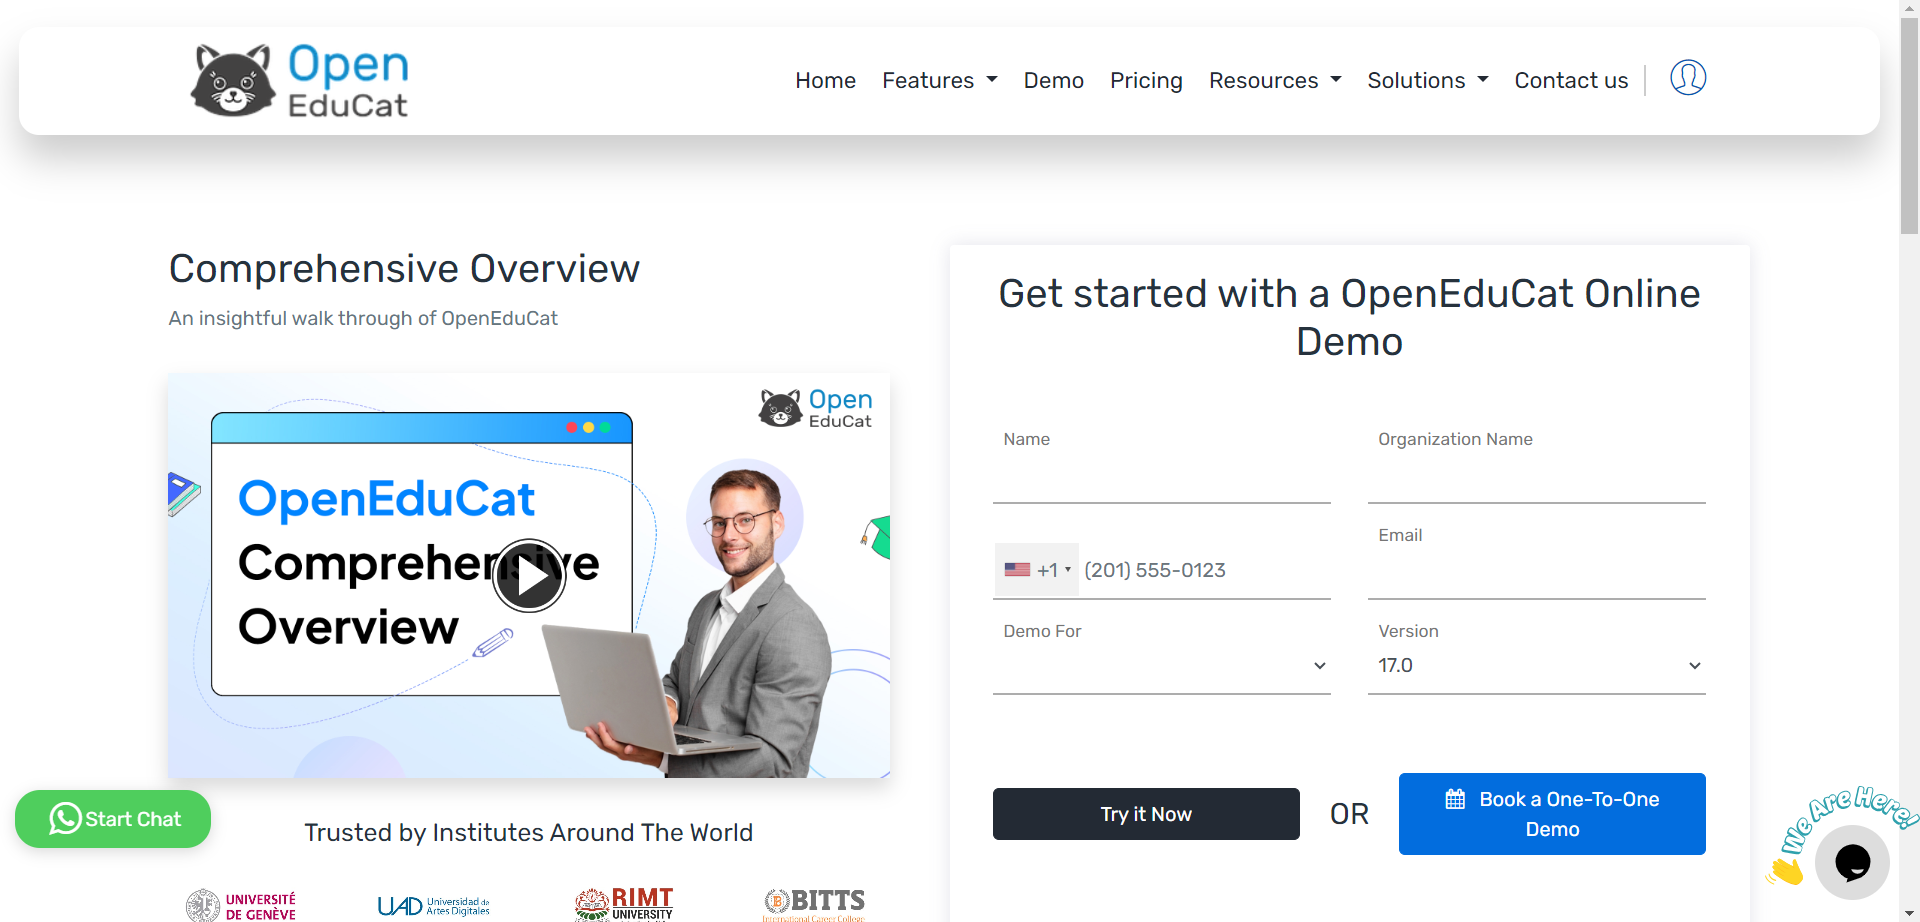 Open
EduCat
Home
Features
Demo
Pricing
Resources
Solutions
Contact us
Comprehensive Overview
An insightful walk through of OpenEduCat
Open
EduCat
OpenEduCat
Comprehensive
Overview
Get started with a OpenEduCat Online
Demo
Name
Organization Name
+1
(201) 555-0123
Email
Demo For
Version
17.0
Try it Now
OR
Book a One-To-One
Demo
Start Chat
Trusted by Institutes Around The World
We Are Here!
UNIVERSITÉ
DE GENÈVE
UAD
Universidad de
Artes Digitales
RIMT
UNIVERSITY
BITTS
International Career College